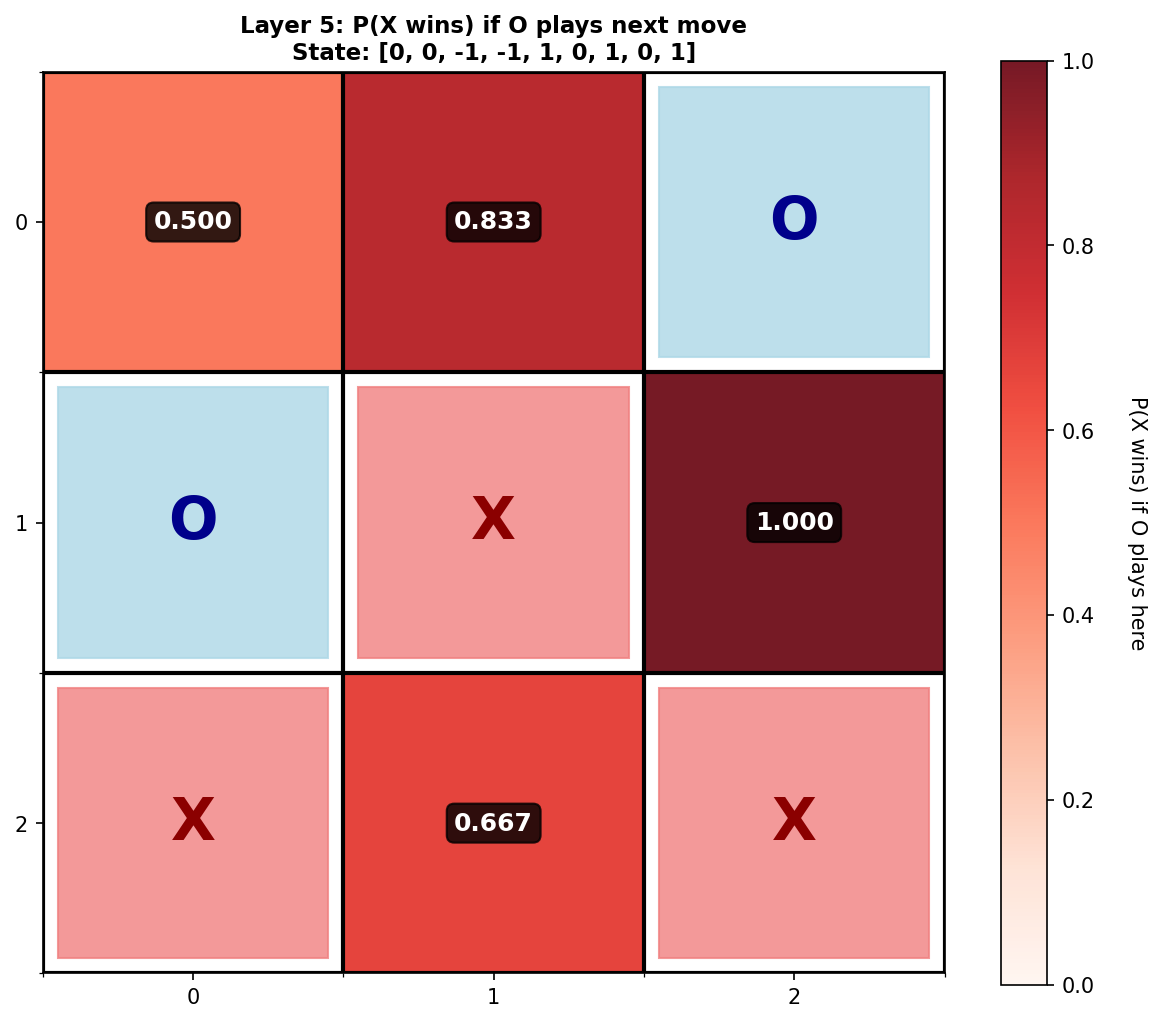 Layer 5: P(X wins) if O plays next move
State: [0, 0, -1, -1, 1, 0, 1, 0, 1]
0
0.500
0.833
O
1
O
X
1.000
2
X
0.667
X
0
1
2
1.0
0.8
0.6
0.4
0.2
0.0
P(X wins) if O plays here